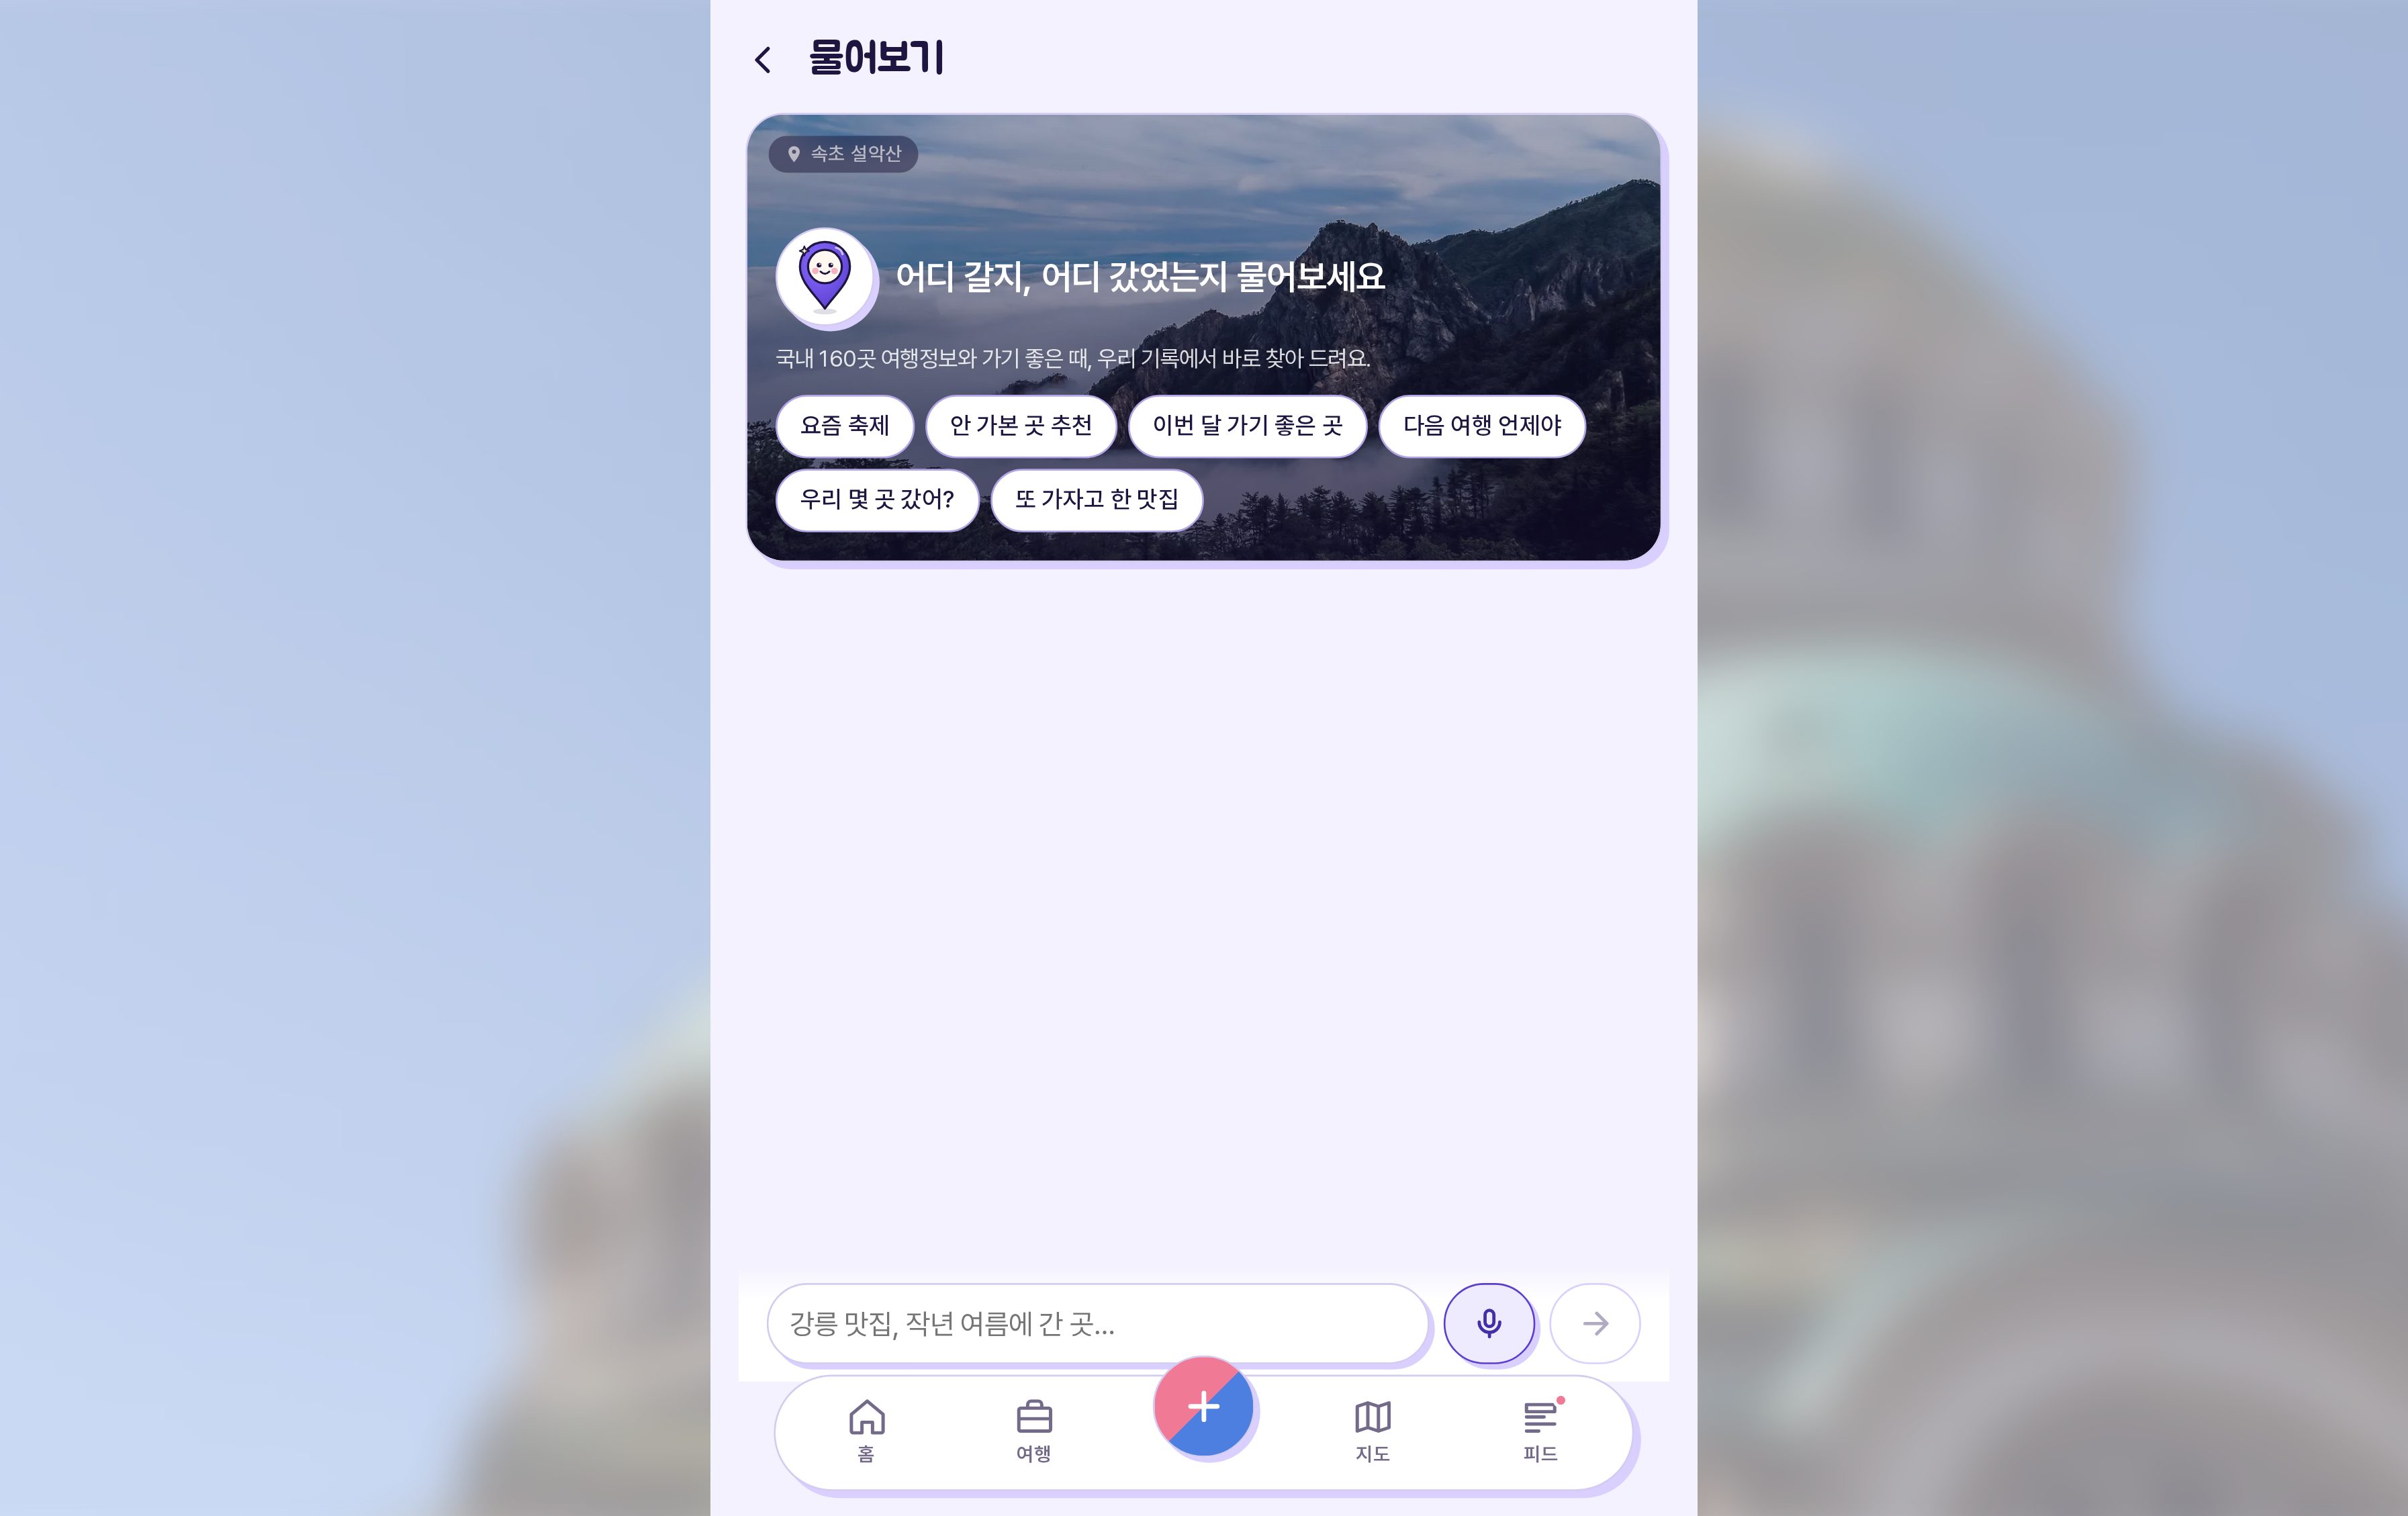 물어보기
속초 설악산
어디 갈지, 어디 갔었는지 물어보세요
국내 160곳 여행정보와 가기 좋은 때, 우리 기록에서 바로 찾아 드려요.
요즘 축제
안 가본 곳 추천
이번 달 가기 좋은 곳
다음 여행 언제야
우리 몇 곳 갔어?
또 가자고 한 맛집
강릉 맛집, 작년 여름에 간 곳...
홈
여행
지도
피드